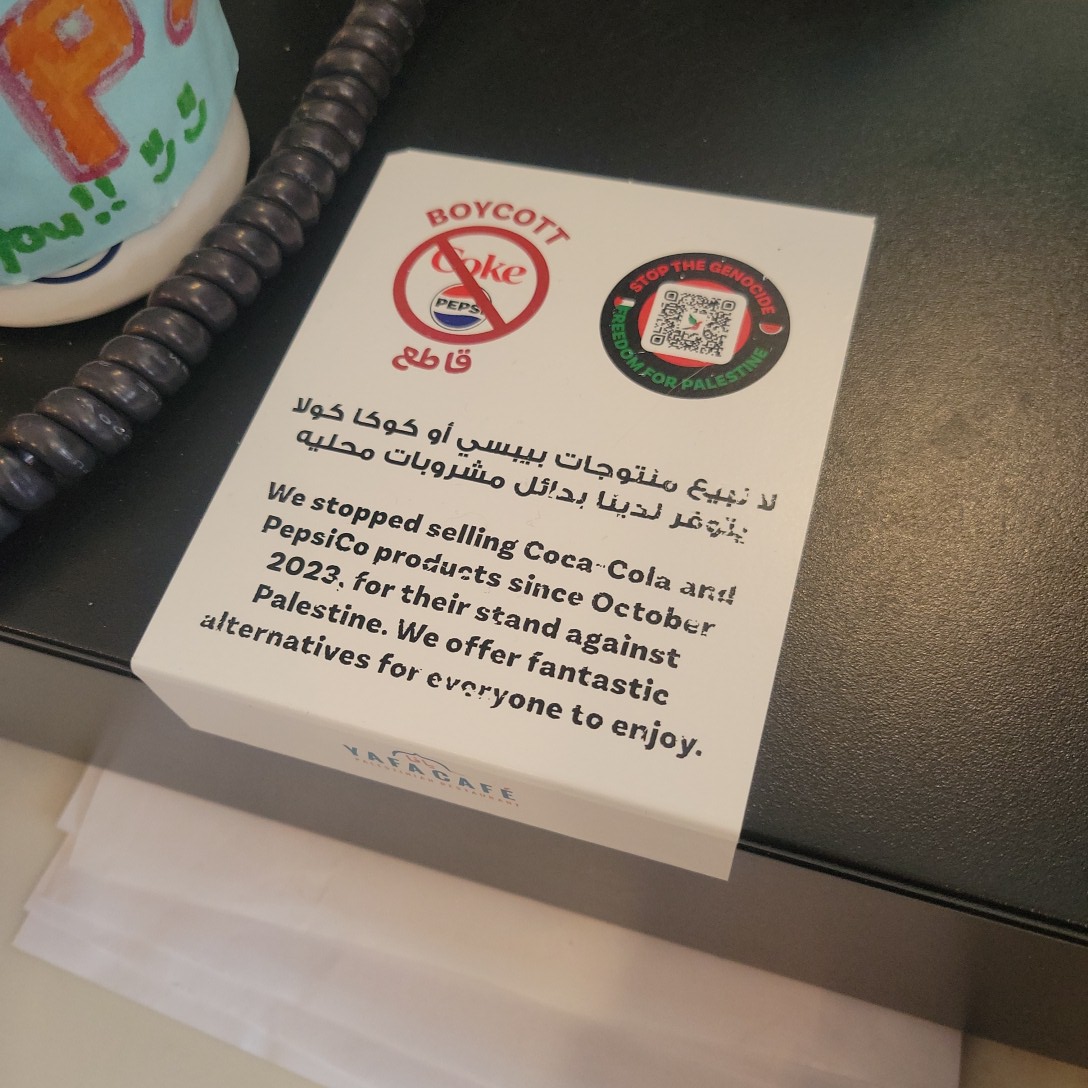 P
you!!
BOYCOTT
Coke
PEPSI
قاطع
STOP THE GENOCIDE
FREEDOM FOR PALESTINE
لا نبيع منتوجات بيبسي أو كوكا كولا
يتوفر لدينا بدائل مشروبات محليه
We stopped selling Coca-Cola and
PepsiCo products since October
2023, for their stand against
Palestine. We offer fantastic
alternatives for everyone to enjoy.
YAFA CAFÉ